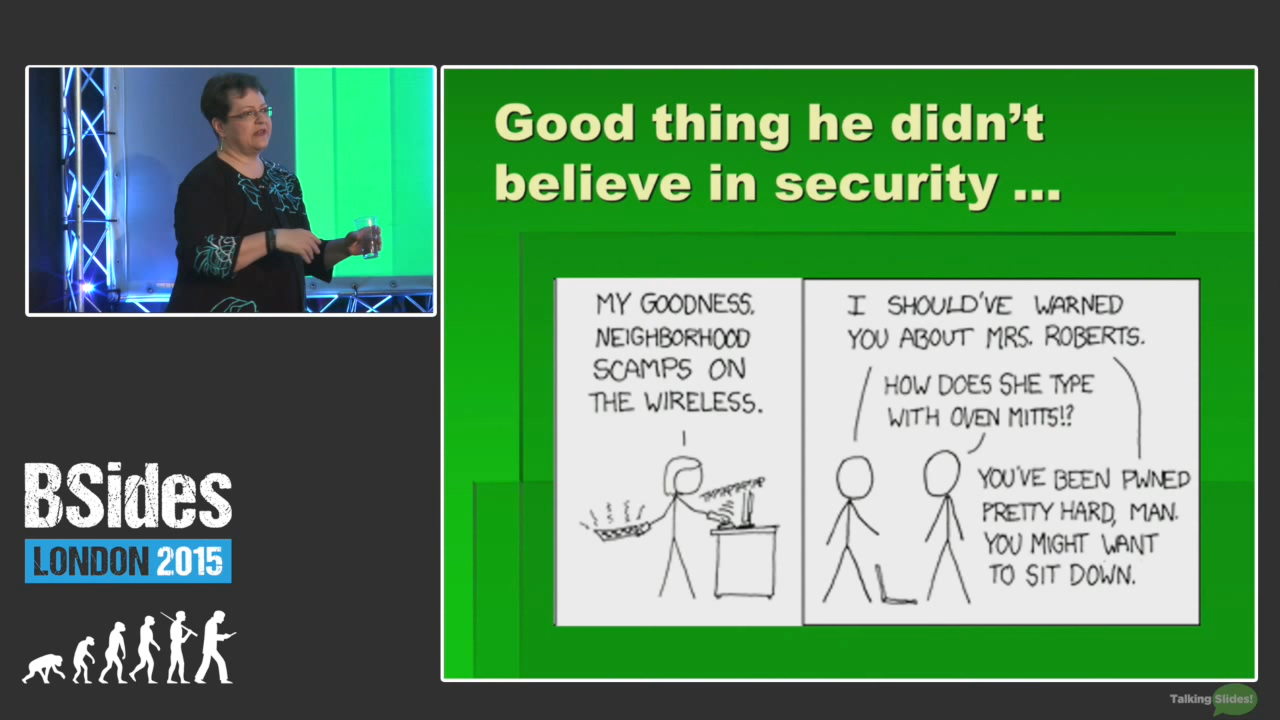 Good thing he didn't
believe in security ...
MY GOODNESS.
NEIGHBORHOOD
SCAMPS ON
THE WIRELESS.
I SHOULD'VE WARNED
YOU ABOUT MRS. ROBERTS.
HOW DOES SHE TYPE
WITH OVEN MITTS!?
YOU'VE BEEN PWNED
PRETTY HARD, MAN.
YOU MIGHT WANT
TO SIT DOWN.
BSides
LONDON 2015
Talking Slides!